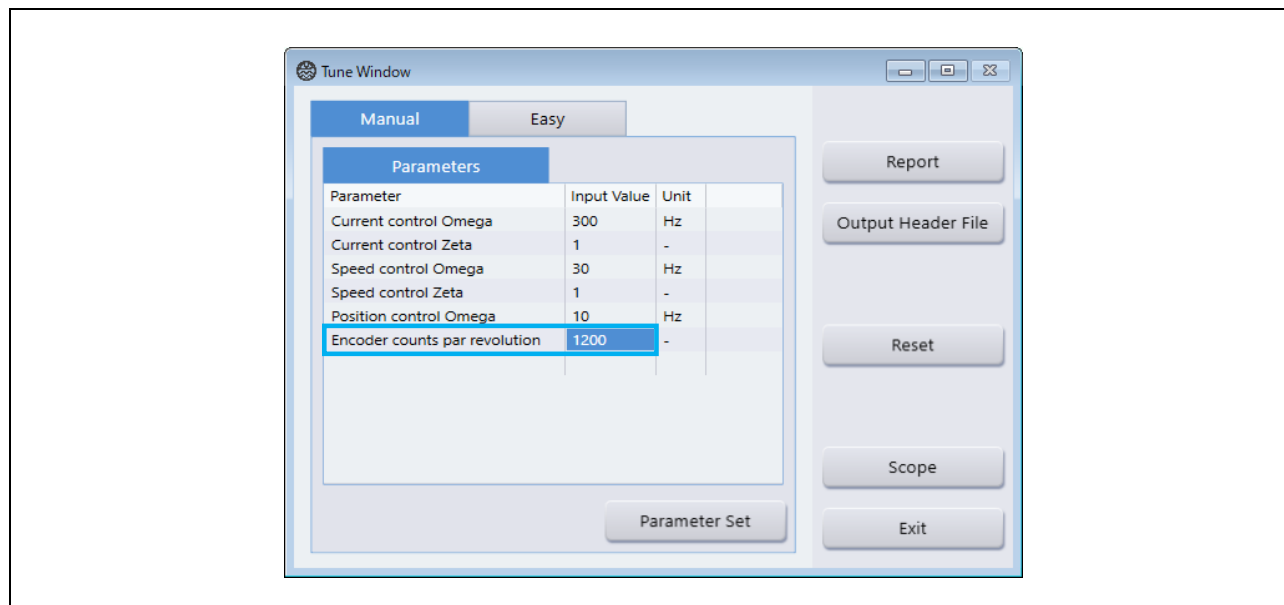 Tune Window
Manual Easy
Parameters
Parameter Input Value Unit
Current control Omega 300 Hz
Current control Zeta 1 -
Speed control Omega 30 Hz
Speed control Zeta 1 -
Position control Omega 10 Hz
Encoder counts par revolution 1200 -
Parameter Set
Report
Output Header File
Reset
Scope
Exit